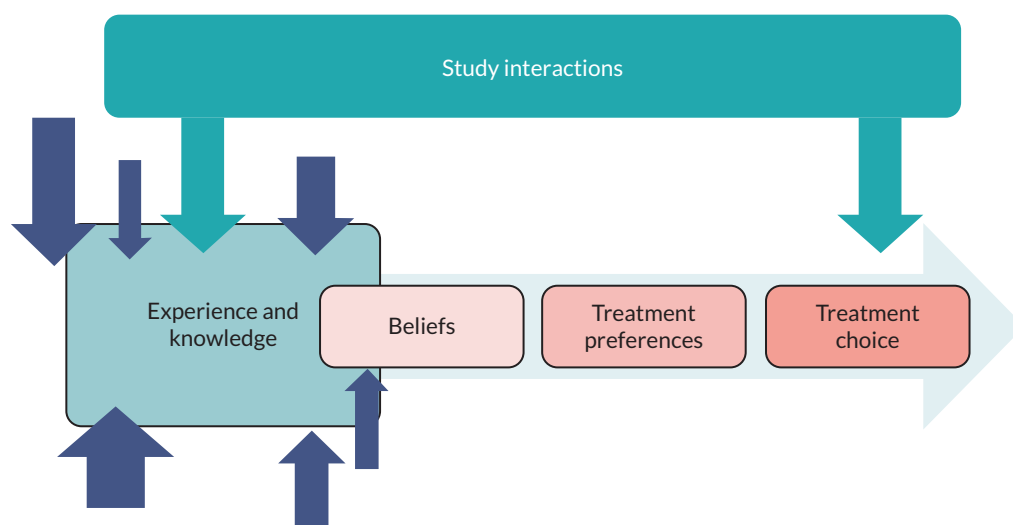 Study interactions
Experience and
knowledge
Beliefs
Treatment
preferences
Treatment
choice